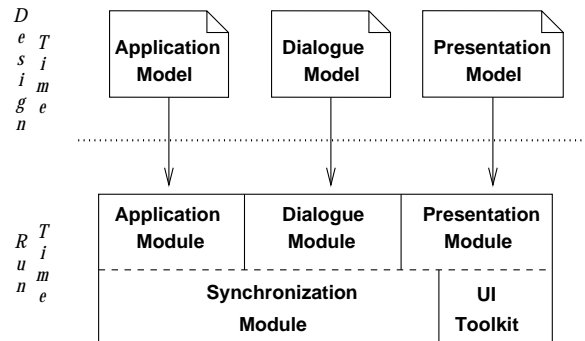 Design
Time
Application
Model
Dialogue
Model
Presentation
Model
Run
Time
Application
Module
Dialogue
Module
Presentation
Module
Synchronization
Module
UI
Toolkit